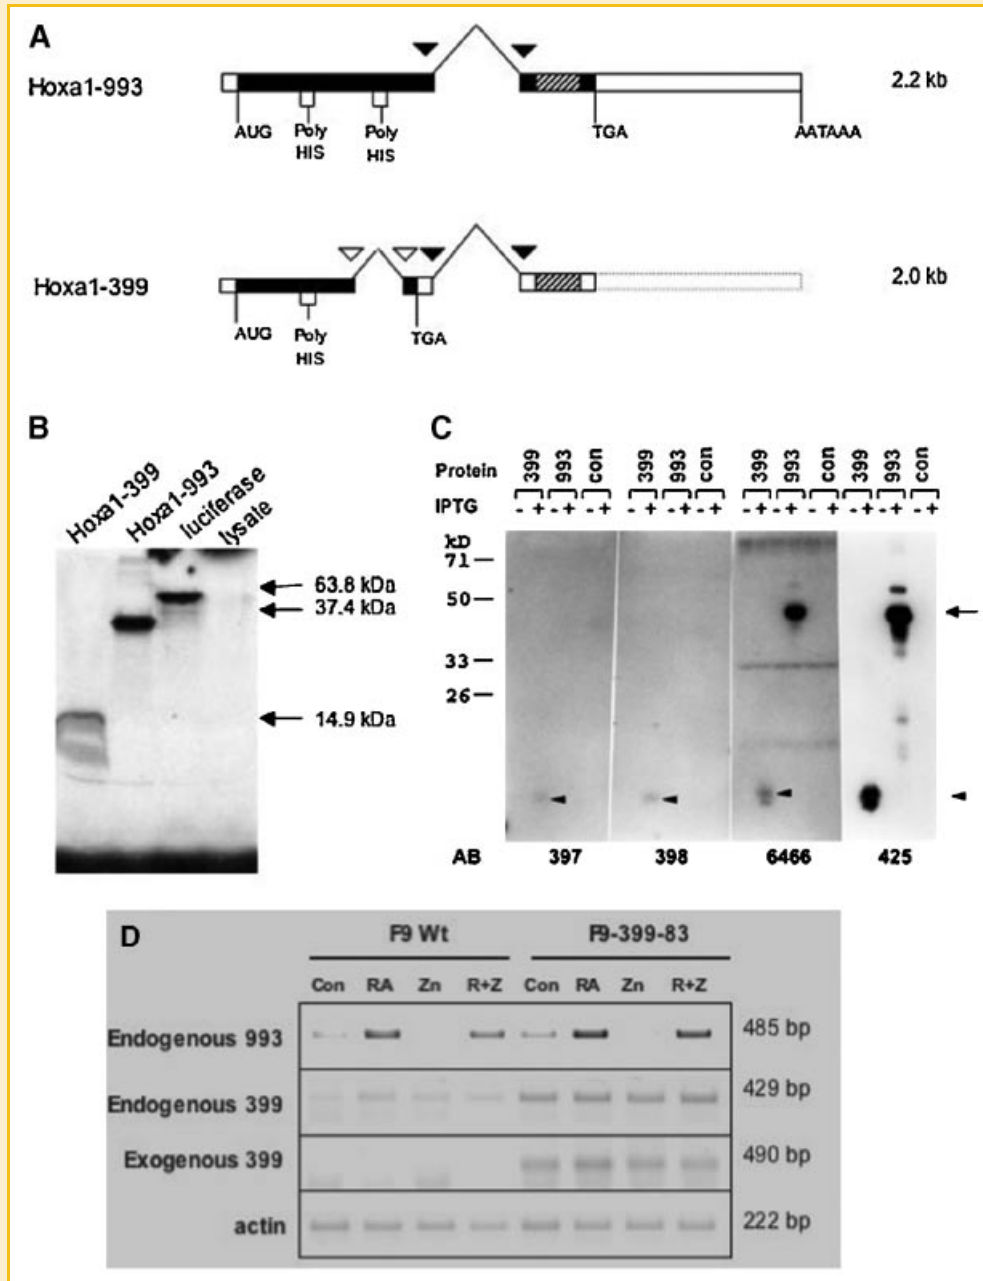 A
Hoxa1-993
2.2 kb
AUG
Poly HIS
Poly HIS
TGA
AATAAA
Hoxa1-399
2.0 kb
AUG
Poly HIS
TGA
B
Hoxa1-399
Hoxa1-993
luciferase
lysate
63.8 kDa
37.4 kDa
14.9 kDa
C
Protein 399 993 con 399 993 con 399 993 con 399 993 con
IPTG - + - + - + - + - + - + - + - + - + - + - + - +
kD
71
50
33
26
AB 397 398 6466 425
D
F9 Wt F9-399-83
Con RA Zn R+Z Con RA Zn R+Z
Endogenous 993 485 bp
Endogenous 399 429 bp
Exogenous 399 490 bp
actin 222 bp